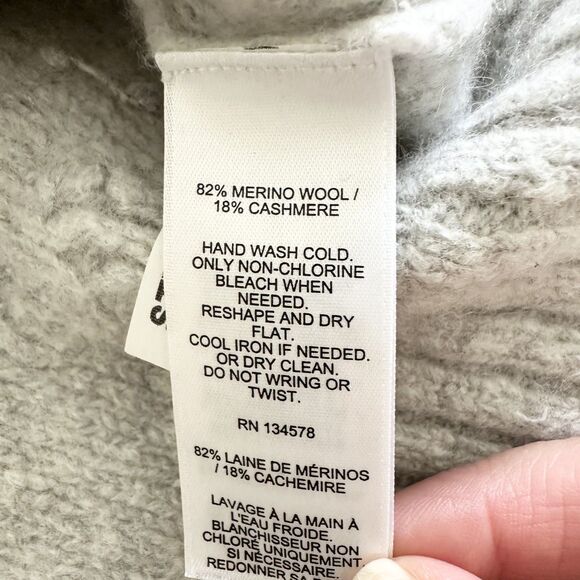 82% MERINO WOOL /
18% CASHMERE
HAND WASH COLD.
ONLY NON-CHLORINE
BLEACH WHEN
NEEDED.
RESHAPE AND DRY
FLAT.
COOL IRON IF NEEDED.
OR DRY CLEAN.
DO NOT WRING OR
TWIST.
RN 134578
82% LAINE DE MÉRINOS
/ 18% CACHEMIRE
LAVAGE À LA MAIN À
L'EAU FROIDE.
BLANCHISSEUR NON
CHLORÉ UNIQUEMENT
SI NÉCESSAIRE.
REDONNER SA